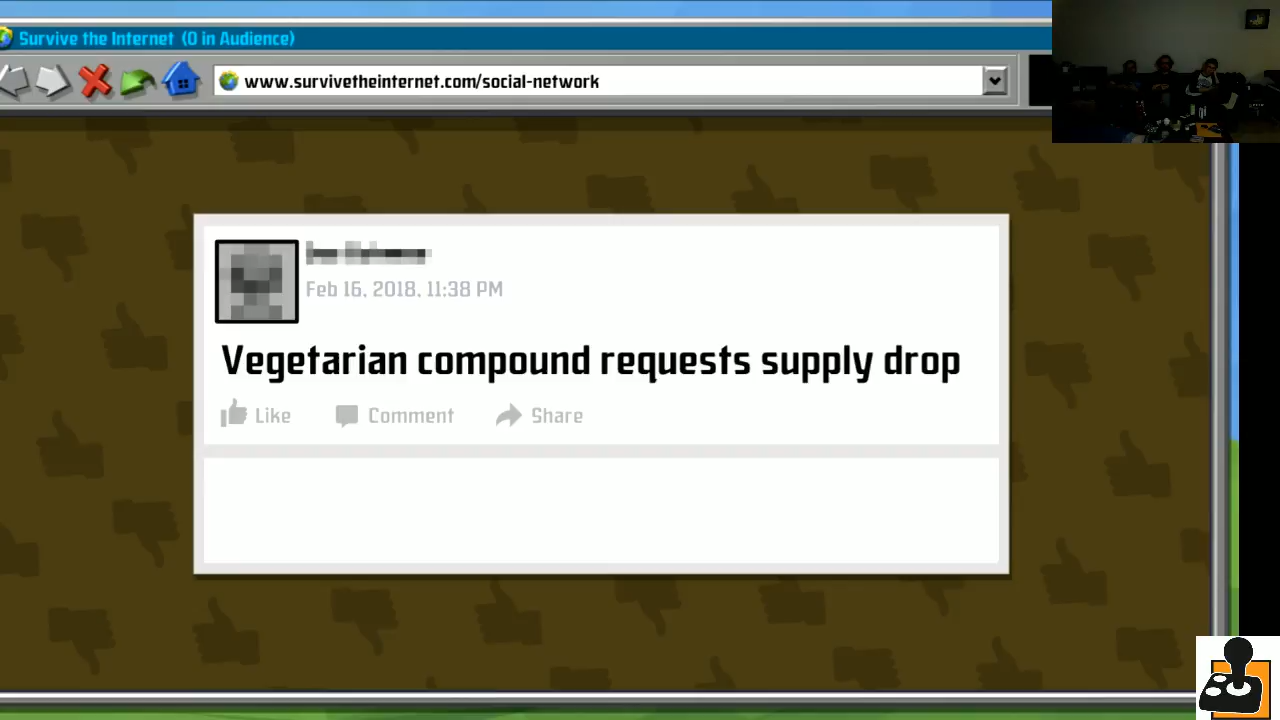 Survive the Internet (0 in Audience)
www.survivetheinternet.com/social-network
Feb 16, 2018, 11:38 PM
Vegetarian compound requests supply drop
Like Comment Share